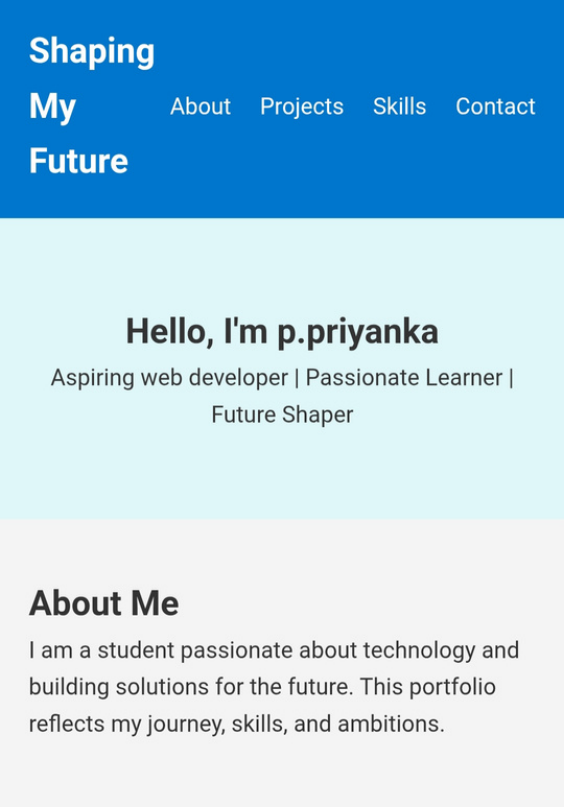 Shaping
My
Future
About Projects Skills Contact
Hello, I'm p.priyanka
Aspiring web developer | Passionate Learner |
Future Shaper
About Me
I am a student passionate about technology and
building solutions for the future. This portfolio
reflects my journey, skills, and ambitions.